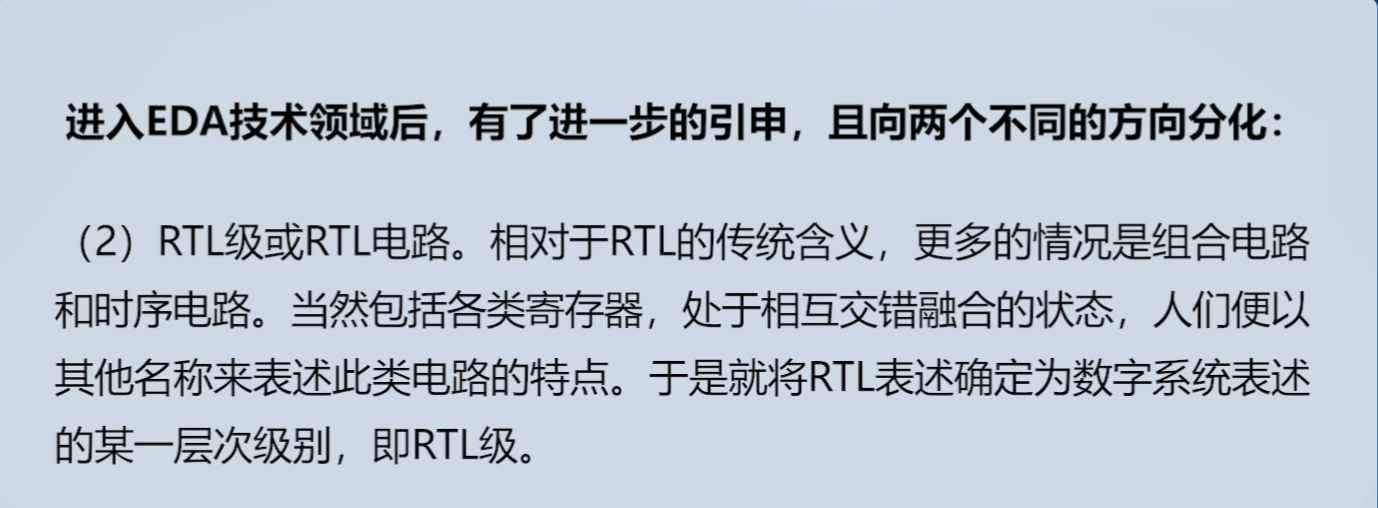 进入EDA技术领域后，有了进一步的引申，且向两个不同的方向分化：
（2）RTL级或RTL电路。相对于RTL的传统含义，更多的情况是组合电路
和时序电路。当然包括各类寄存器，处于相互交错融合的状态，人们便以
其他名称来表述此类电路的特点。于是就将RTL表述确定为数字系统表述
的某一层次级别，即RTL级。